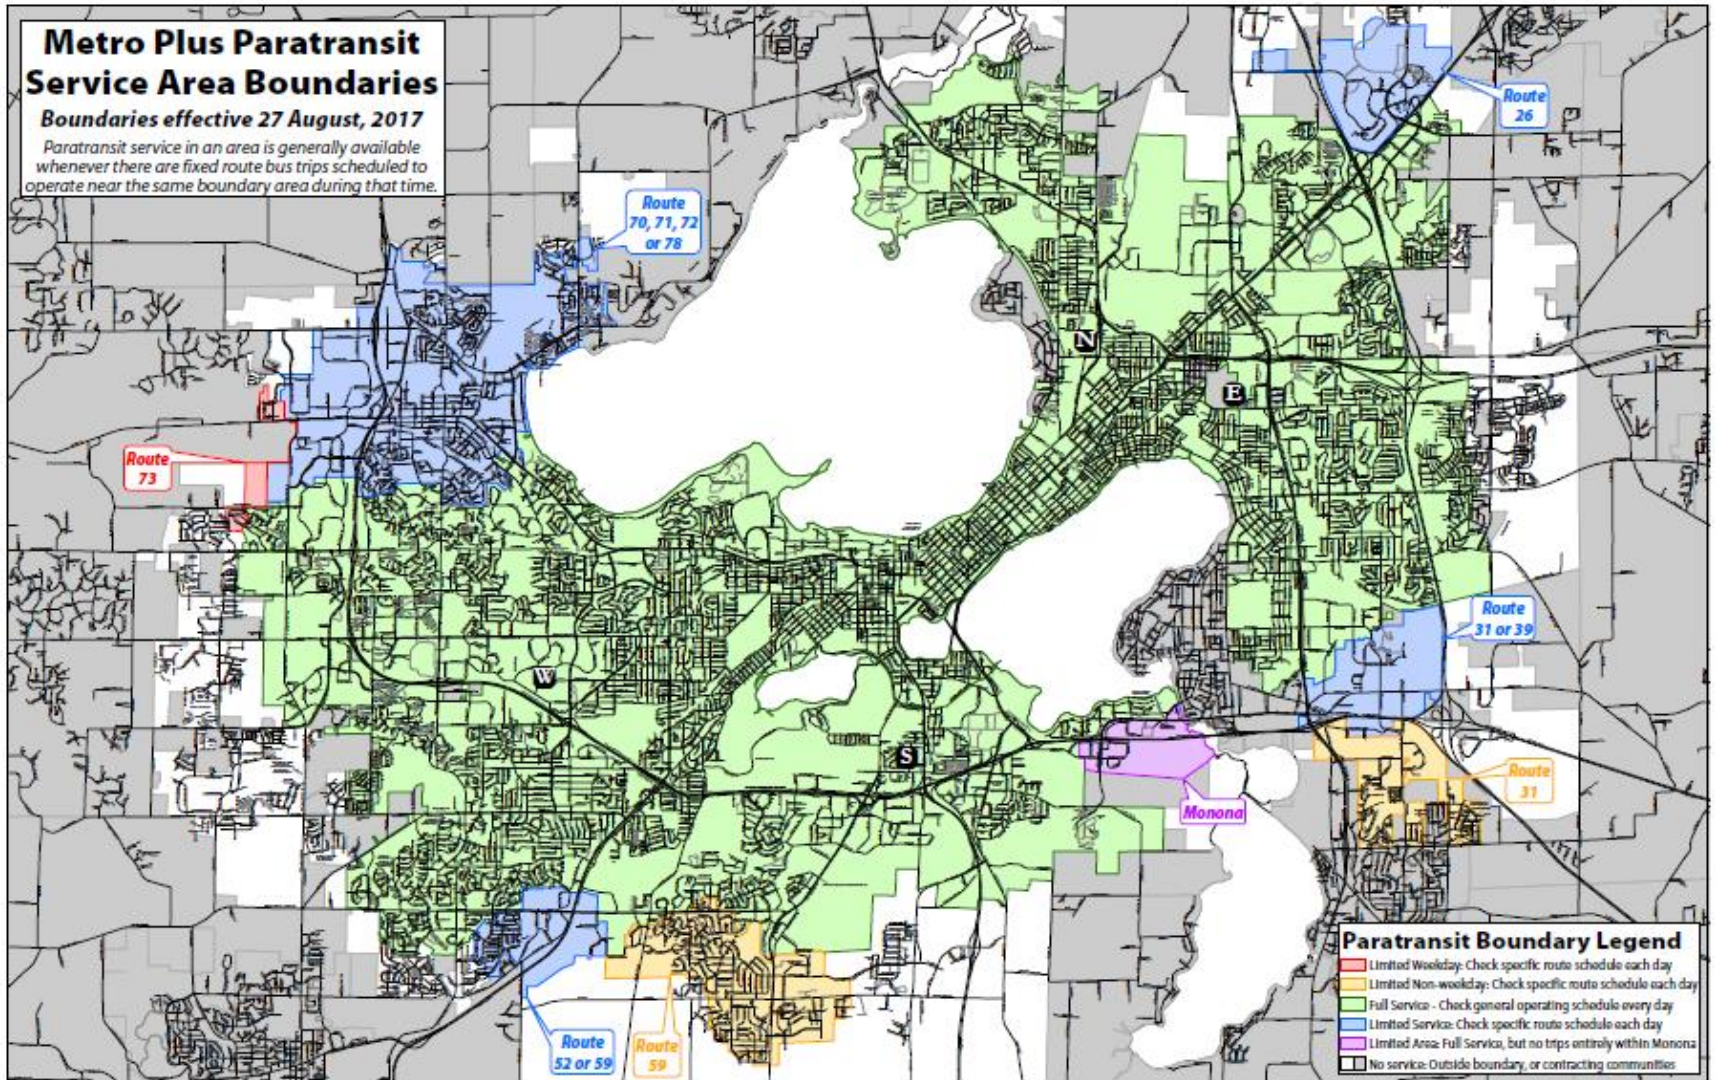 Metro Plus Paratransit
Service Area Boundaries
Boundaries effective 27 August, 2017
Paratransit service in an area is generally available
whenever there are fixed route bus trips scheduled to
operate near the same boundary area during that time.
Route
26
Route
70, 71, 72
or 78
N
E
Route
73
Route
31 or 39
W
S
Route
31
Monona
Route
52 or 59
Route
59
Paratransit Boundary Legend
Limited Weekday: Check specific route schedule each day
Limited Non-weekday: Check specific route schedule each day
Full Service - Check general operating schedule every day
Limited Service: Check specific route schedule each day
Limited Area: Full Service, but no trips entirely within Monona
No service: Outside boundary, or contracting communities